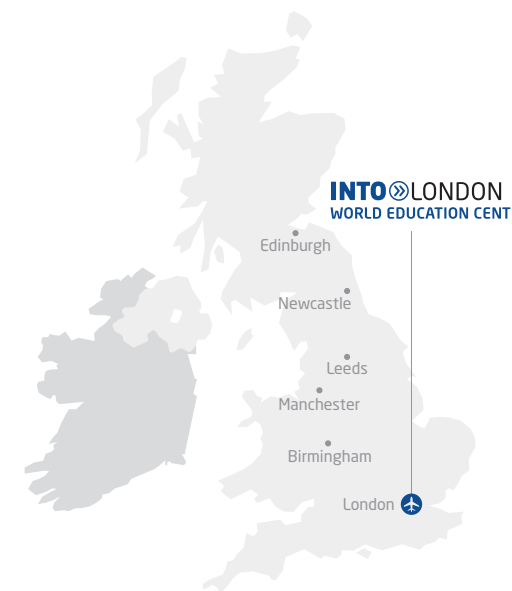 INTO LONDON
WORLD EDUCATION CENT
Edinburgh
Newcastle
Leeds
Manchester
Birmingham
London